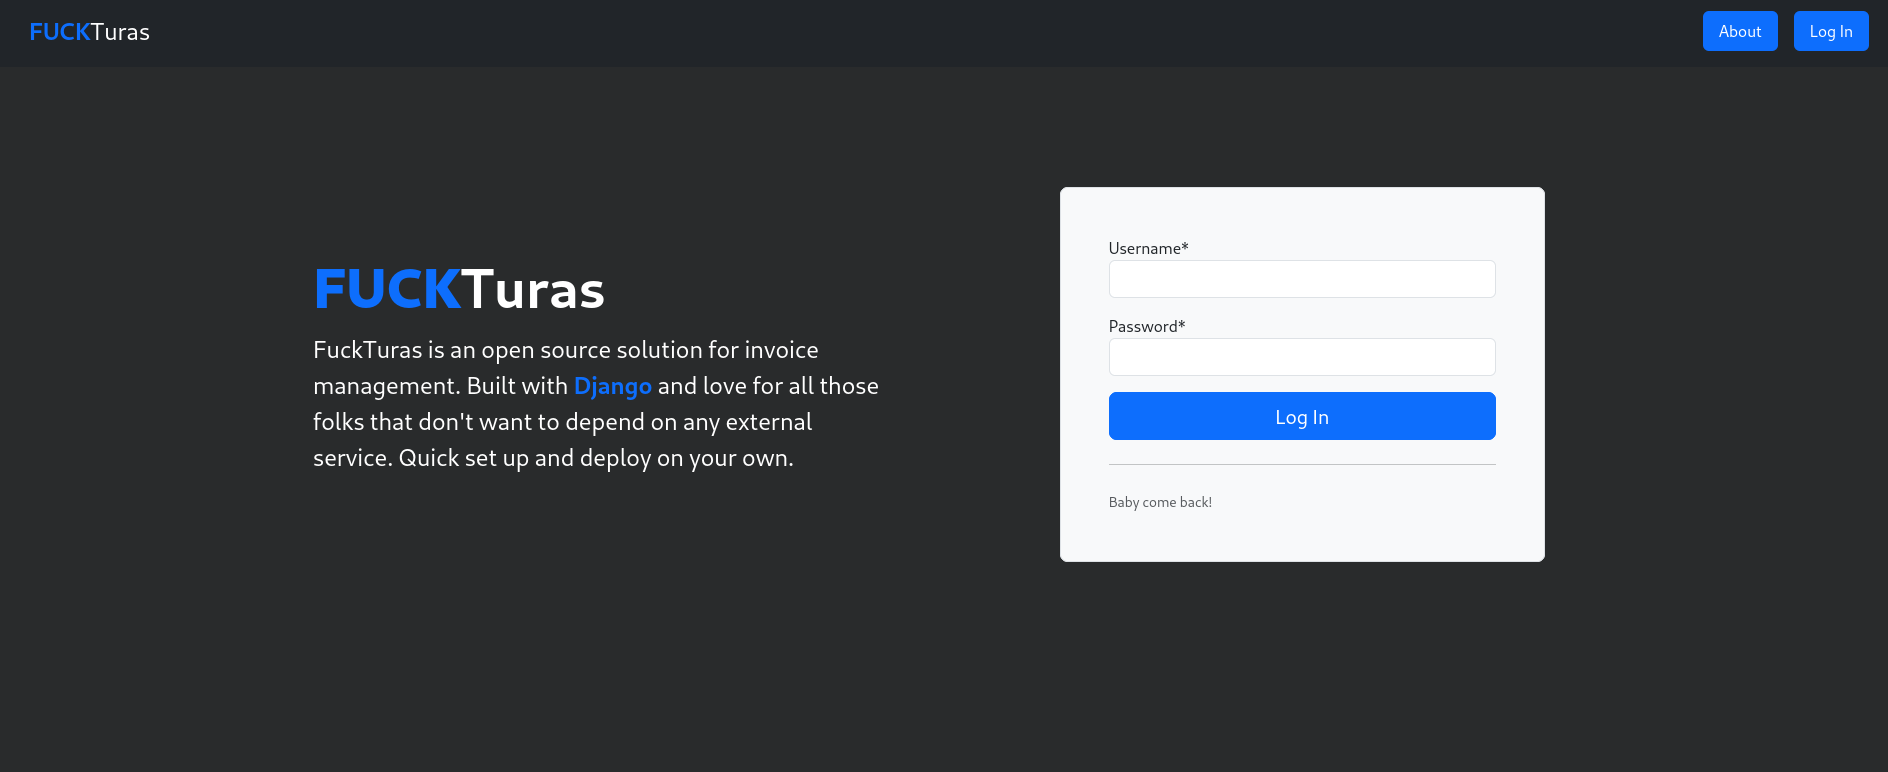 FUCKTuras
About
Log In
FUCKTuras
FuckTuras is an open source solution for invoice
management. Built with Django and love for all those
folks that don't want to depend on any external
service. Quick set up and deploy on your own.
Username*
Password*
Log In
Baby come back!